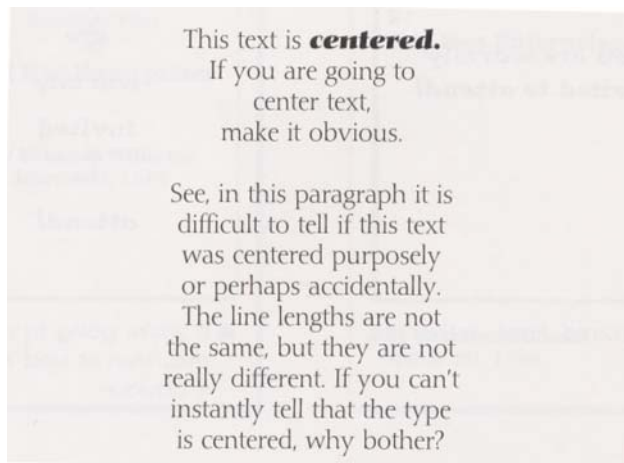 This text is centered.
If you are going to
center text,
make it obvious.
See, in this paragraph it is
difficult to tell if this text
was centered purposely
or perhaps accidentally.
The line lengths are not
the same, but they are not
really different. If you can't
instantly tell that the type
is centered, why bother?